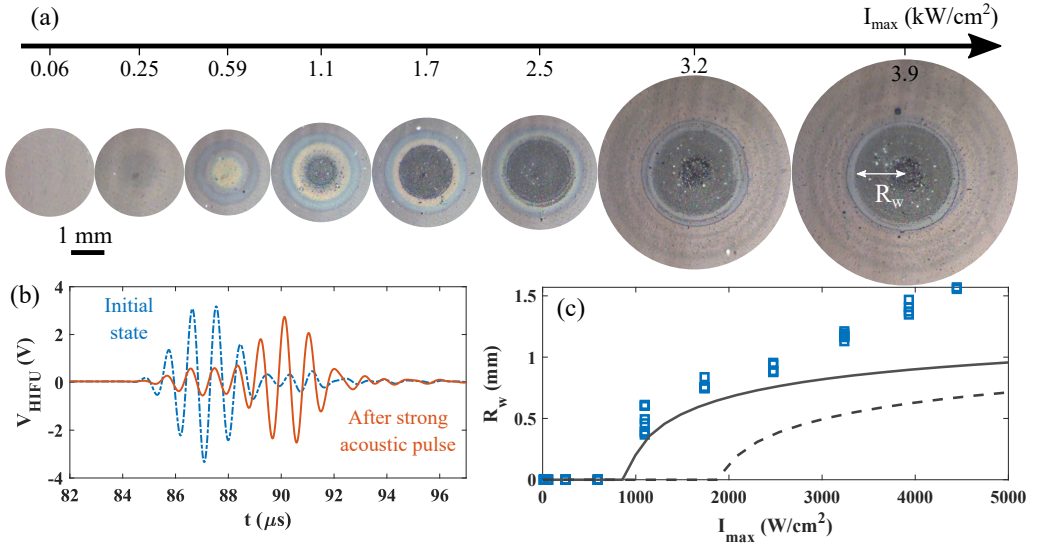 (a)
I_max (kW/cm²)
0.06 0.25 0.59 1.1 1.7 2.5 3.2 3.9
R_w
1 mm
(b)
Initial
state
After strong
acoustic pulse
V_HIFU (V)
4
2
0
-2
-4
82 84 86 88 90 92 94 96
t (μs)
(c)
R_w (mm)
1.5
1
0.5
0
0 1000 2000 3000 4000 5000
I_max (W/cm²)